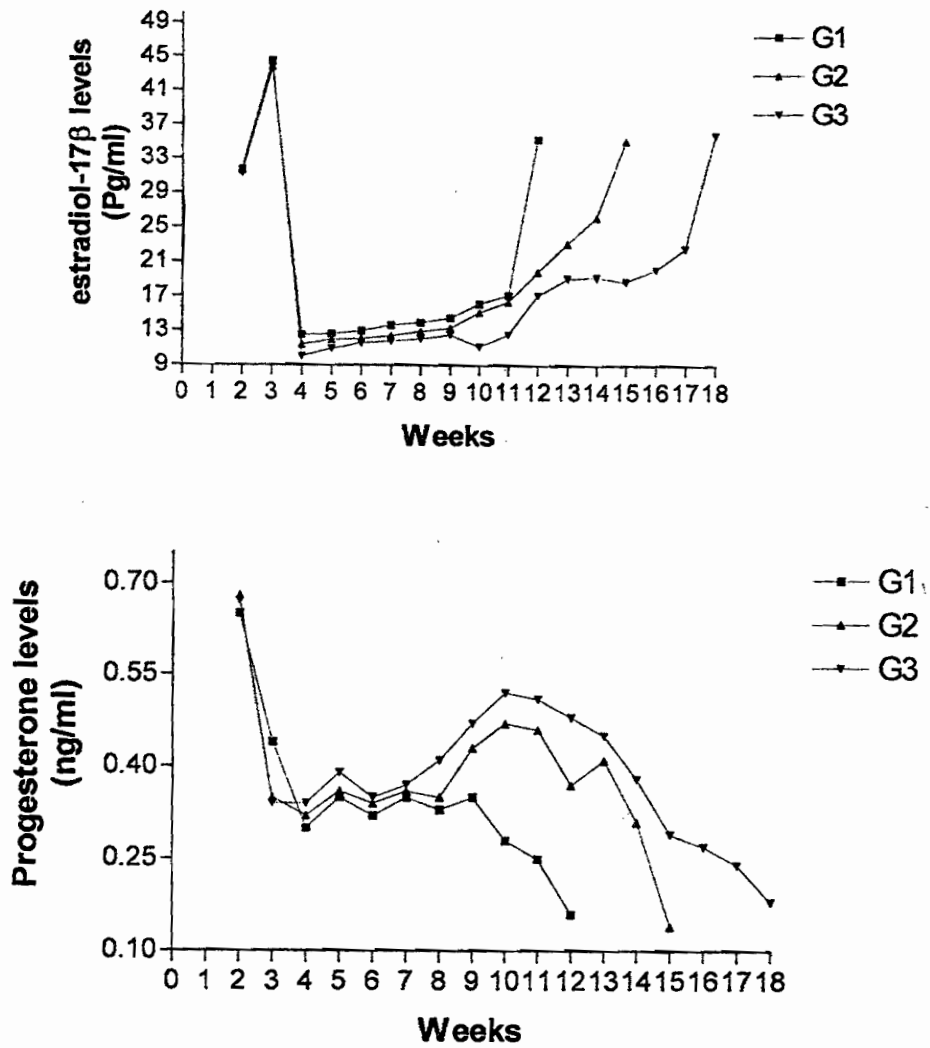 estradiol-17β levels
(Pg/ml)
49
45
41
37
33
29
25
21
17
13
9
0 1 2 3 4 5 6 7 8 9 10 11 12 13 14 15 16 17 18
Weeks
G1
G2
G3
Progesterone levels
(ng/ml)
0.70
0.55
0.40
0.25
0.10
0 1 2 3 4 5 6 7 8 9 10 11 12 13 14 15 16 17 18
Weeks
G1
G2
G3